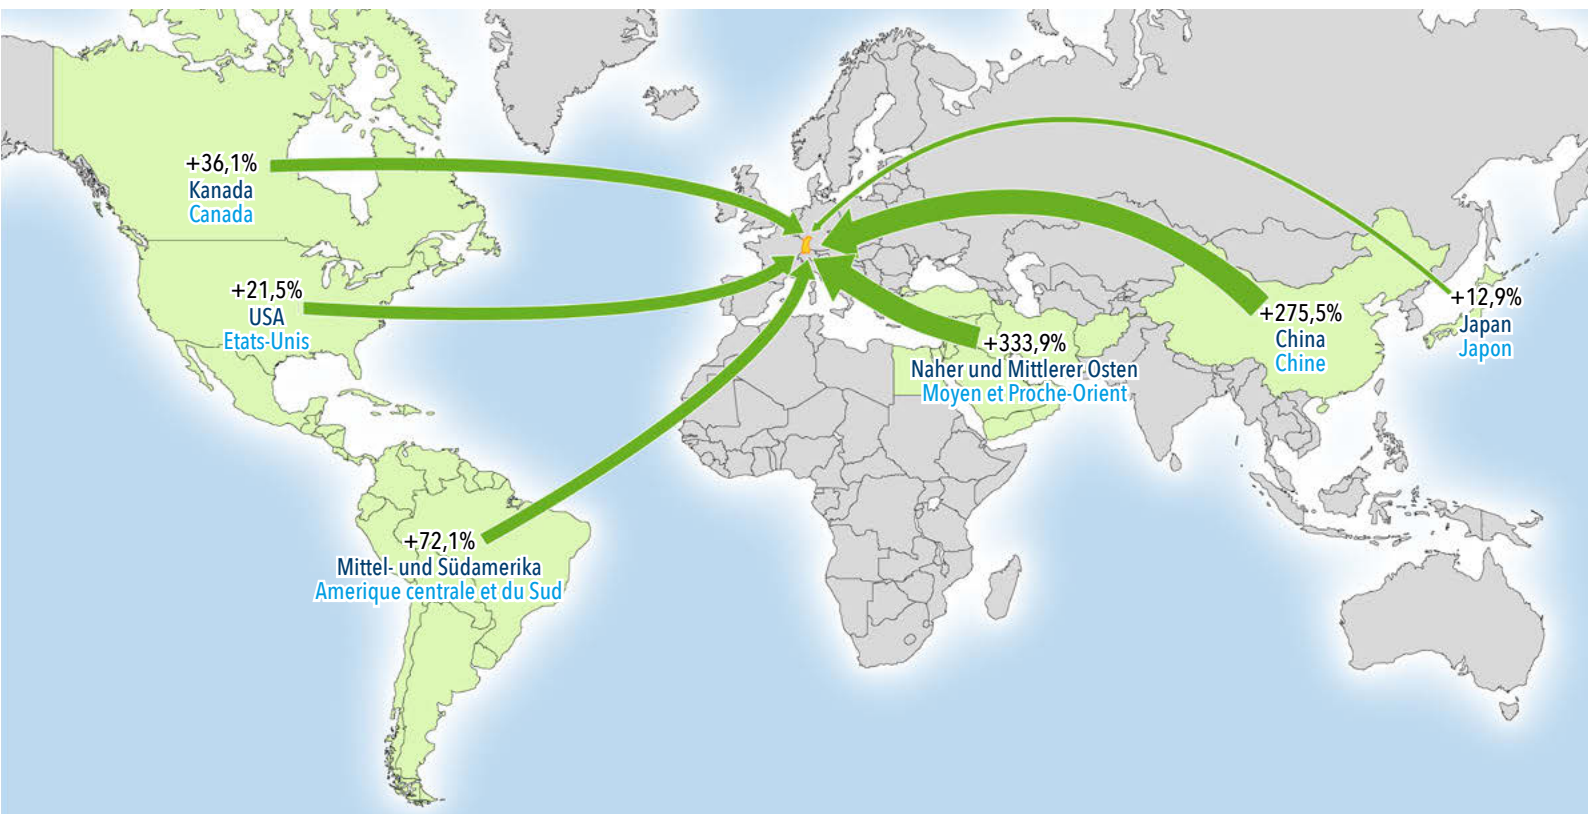 +36,1%
Kanada
Canada
+21,5%
USA
Etats-Unis
+72,1%
Mittel- und Südamerika
Amerique centrale et du Sud
+333,9%
Naher und Mittlerer Osten
Moyen et Proche-Orient
+275,5%
China
Chine
+12,9%
Japan
Japon